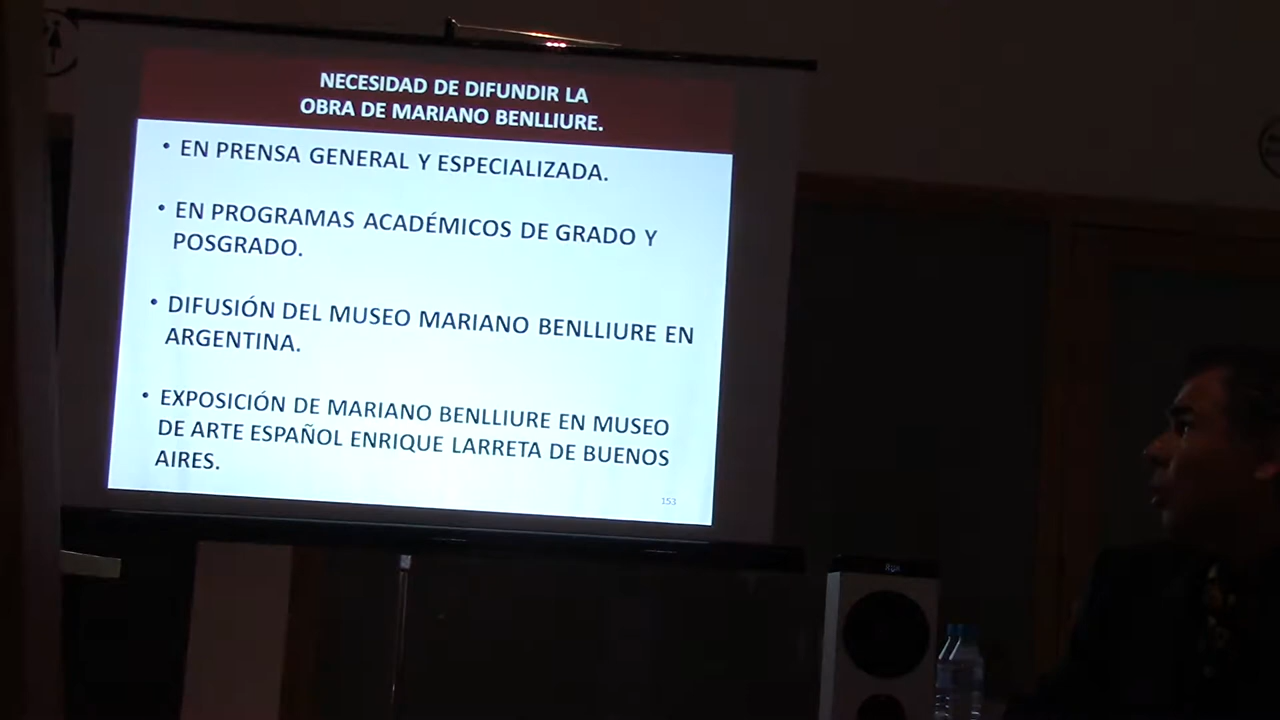 NECESIDAD DE DIFUNDIR LA
OBRA DE MARIANO BENLLIURE.
• EN PRENSA GENERAL Y ESPECIALIZADA.
• EN PROGRAMAS ACADÉMICOS DE GRADO Y
POSGRADO.
• DIFUSIÓN DEL MUSEO MARIANO BENLLIURE EN
ARGENTINA.
• EXPOSICIÓN DE MARIANO BENLLIURE EN MUSEO
DE ARTE ESPAÑOL ENRIQUE LARRETA DE BUENOS
AIRES.
153